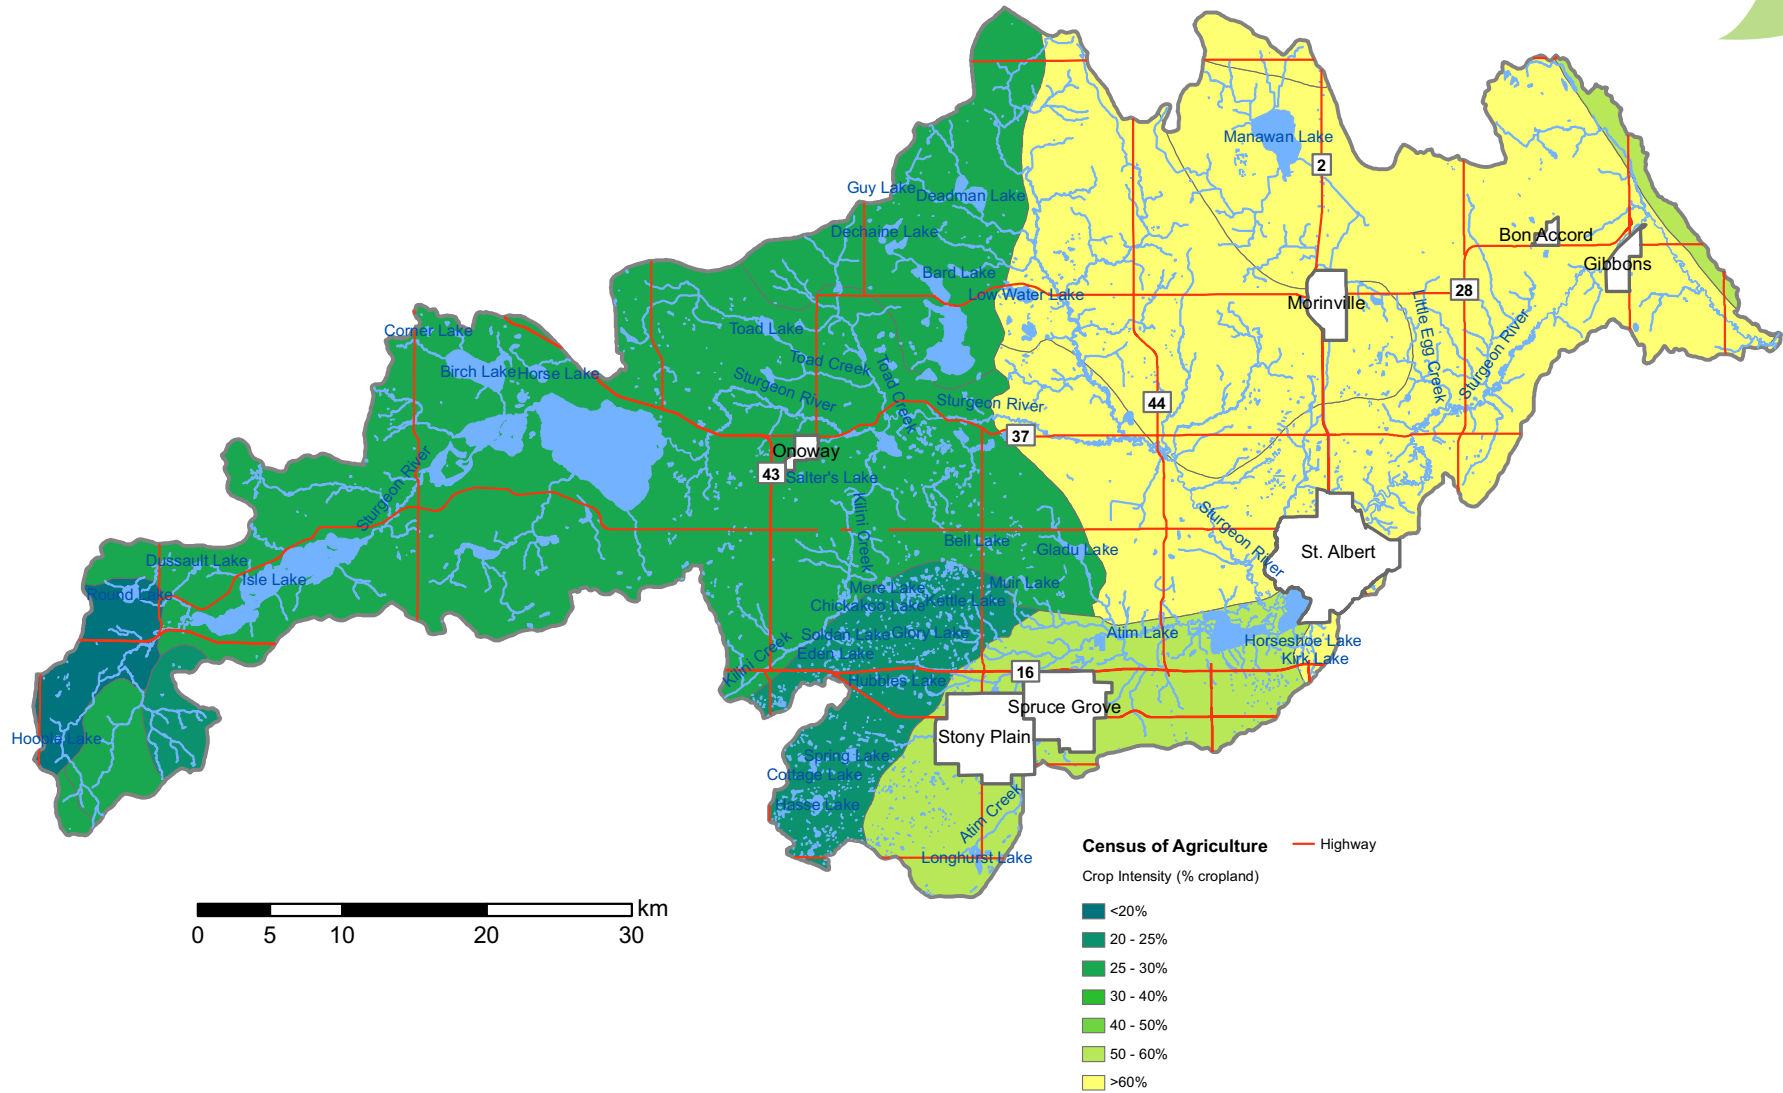 Manawan Lake
2
Guy Lake
Deadman Lake
Dechaine Lake
Bon Accord
Gibbons
Bard Lake
Low Water Lake
Morinville
28
Corner Lake
Toad Lake
Little Egg Creek
Sturgeon River
Birch Lake
Horse Lake
Toad Creek
Toad Creek
Sturgeon River
Sturgeon River
44
37
Onoway
43
Salter's Lake
Sturgeon River
Kilini Creek
Sturgeon River
Bell Lake
Gladu Lake
St. Albert
Dussault Lake
Isle Lake
Round Lake
Mere Lake
Muir Lake
Chickakoo Lake
Kettle Lake
Soldan Lake
Glory Lake
Atim Lake
Horseshoe Lake
Eden Lake
Kirk Lake
Kilini Creek
16
Hubbles Lake
Spruce Grove
Hoople Lake
Stony Plain
Spring Lake
Cottage Lake
Hasse Lake
Atim Creek
Longhurst Lake
Census of Agriculture
Highway
Crop Intensity (% cropland)
<20%
20 - 25%
25 - 30%
30 - 40%
40 - 50%
50 - 60%
>60%
km
0 5 10 20 30